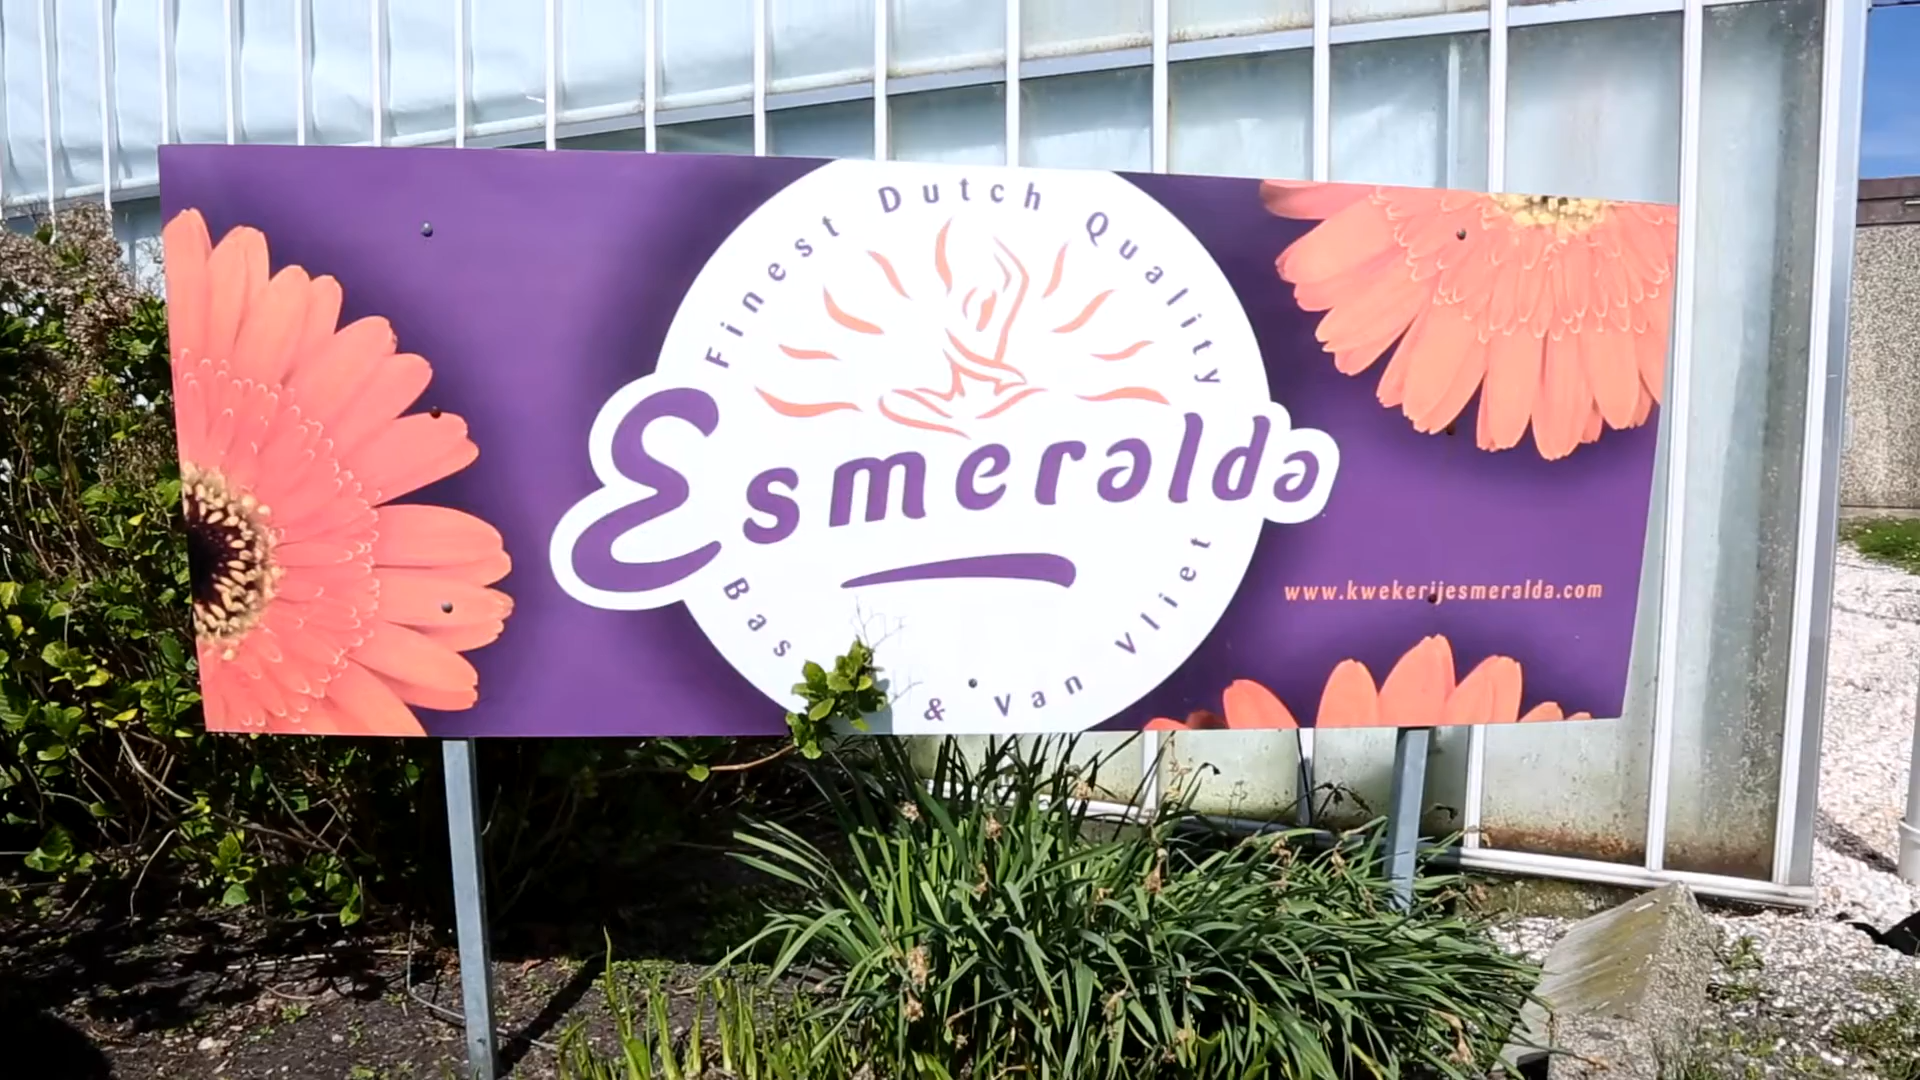 Finest Dutch Quality
Esmeralda
Bas & Van Vliet
www.kwekerijesmeralda.com